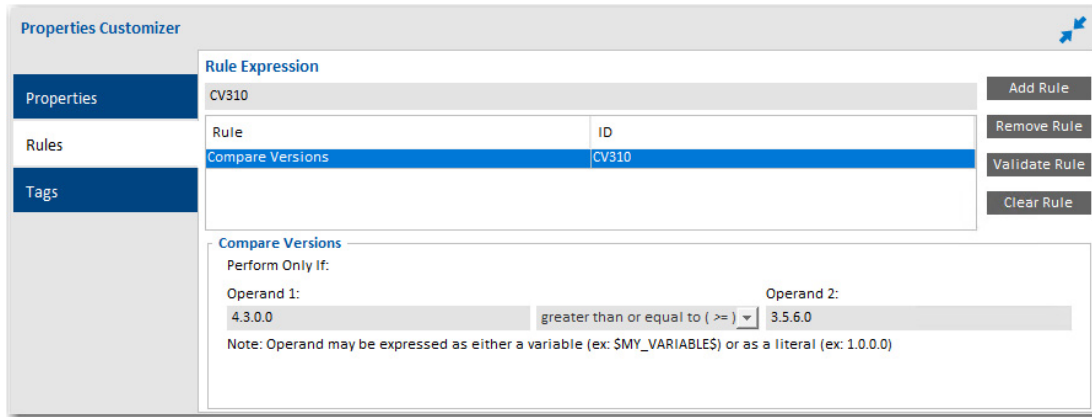 Properties Customizer
Properties
Rules
Tags
Rule Expression
CV310
Rule ID
Compare Versions CV310
Add Rule
Remove Rule
Validate Rule
Clear Rule
Compare Versions
Perform Only If:
Operand 1: Operand 2:
4.3.0.0 greater than or equal to ( >= ) 3.5.6.0
Note: Operand may be expressed as either a variable (ex: $MY_VARIABLE$) or as a literal (ex: 1.0.0.0)